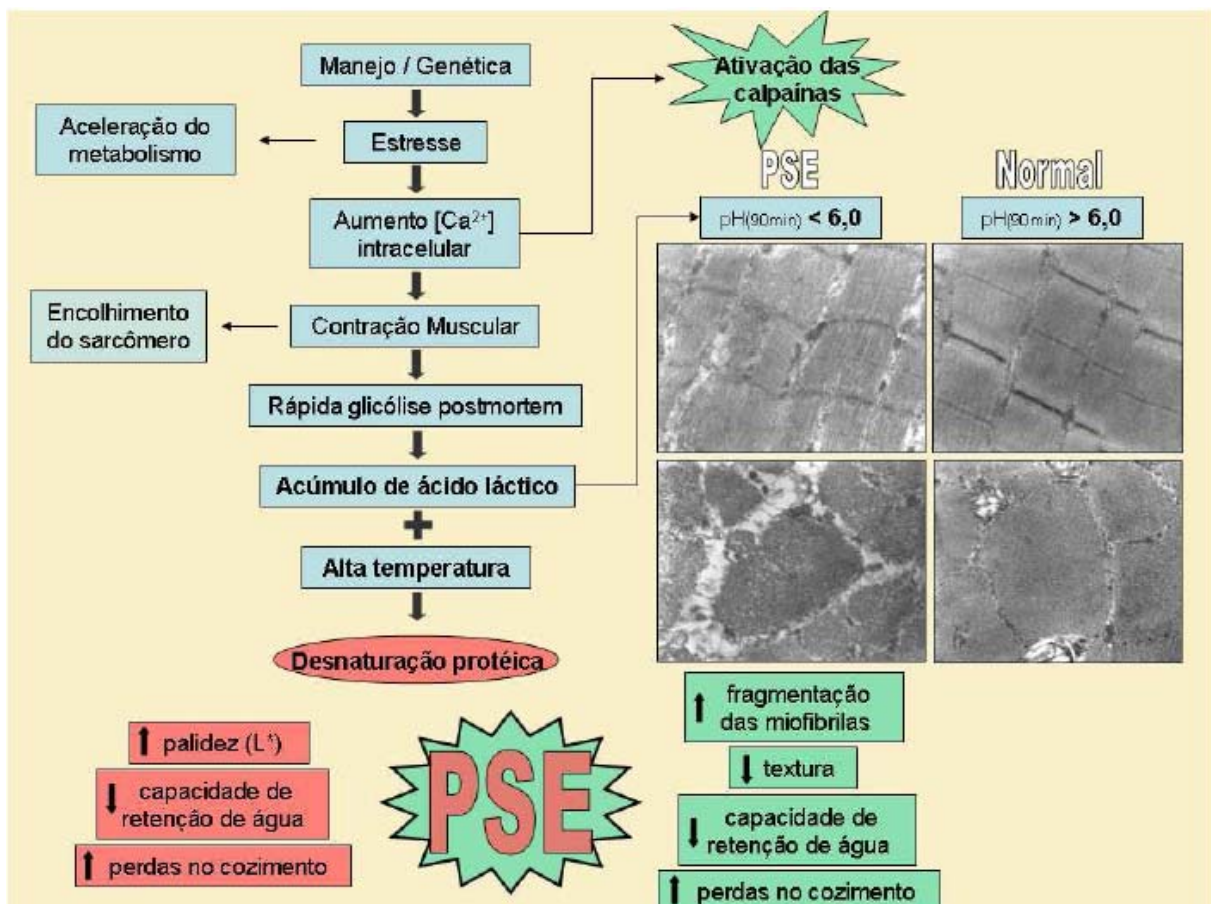 Manejo / Genética
Ativação das
calpaínas
Aceleração do
metabolismo
Estresse
PSE
Normal
Aumento [Ca²⁺]
intracelular
pH(90min) < 6,0
pH(90min) > 6,0
Encolhimento
do sarcômero
Contração Muscular
Rápida glicólise postmortem
Acúmulo de ácido láctico
+
Alta temperatura
Desnaturação protéica
↑ palidez (L*)
↓ capacidade de
retenção de água
↑ perdas no cozimento
PSE
↑ fragmentação
das miofibrilas
↓ textura
↓ capacidade de
retenção de água
↑ perdas no cozimento